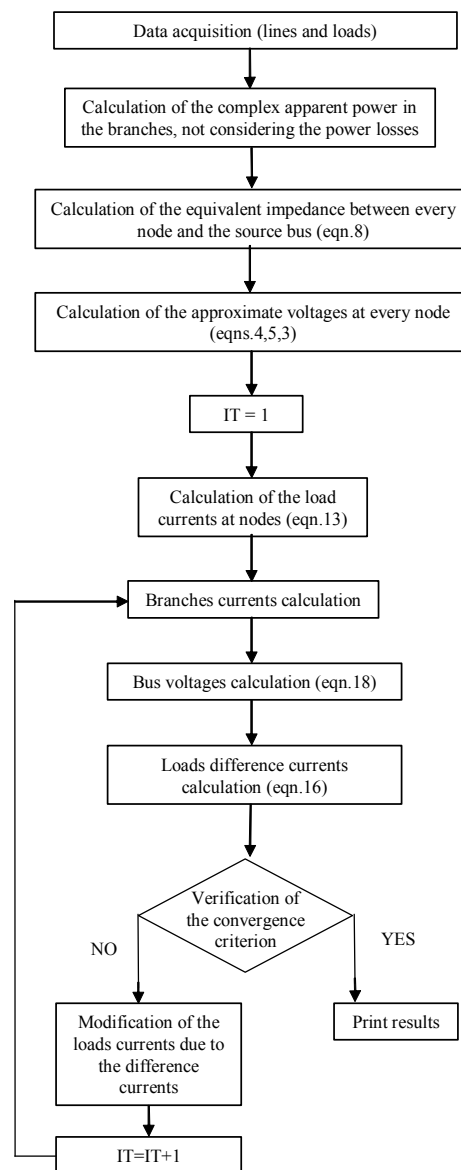 Data acquisition (lines and loads)
Calculation of the complex apparent power in
the branches, not considering the power losses
Calculation of the equivalent impedance between every
node and the source bus (eqn.8)
Calculation of the approximate voltages at every node
(eqns.4,5,3)
IT = 1
Calculation of the load
currents at nodes (eqn.13)
Branches currents calculation
Bus voltages calculation (eqn.18)
Loads difference currents
calculation (eqn.16)
Verification of
the convergence
criterion
NO
YES
Modification of the
loads currents due to
the difference
currents
Print results
IT=IT+1